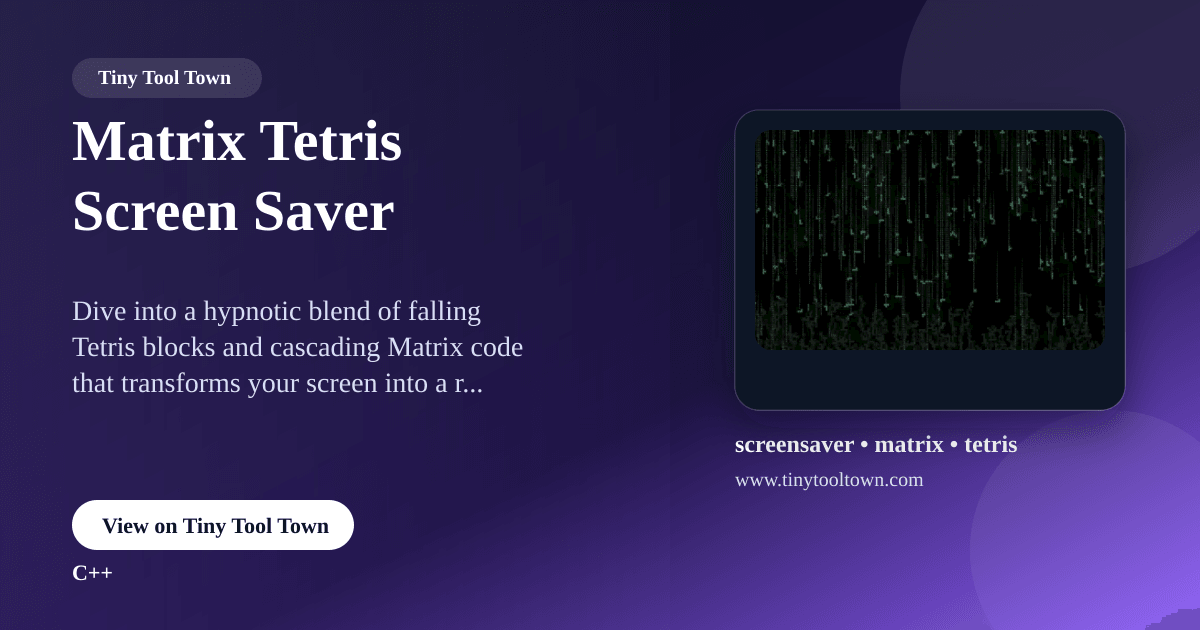 Tiny Tool Town
Matrix Tetris
Screen Saver
Dive into a hypnotic blend of falling
Tetris blocks and cascading Matrix code
that transforms your screen into a r...
View on Tiny Tool Town
C++
screensaver • matrix • tetris
www.tinytooltown.com